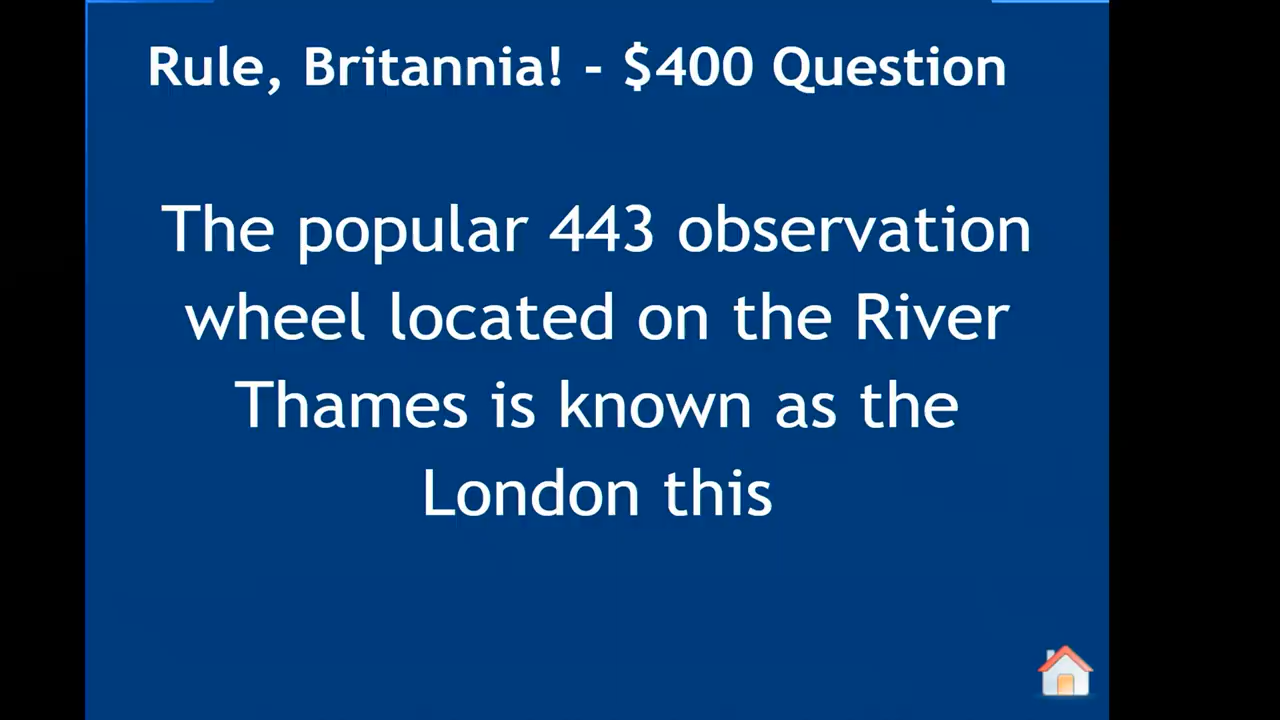 Rule, Britannia! - $400 Question
The popular 443 observation
wheel located on the River
Thames is known as the
London this